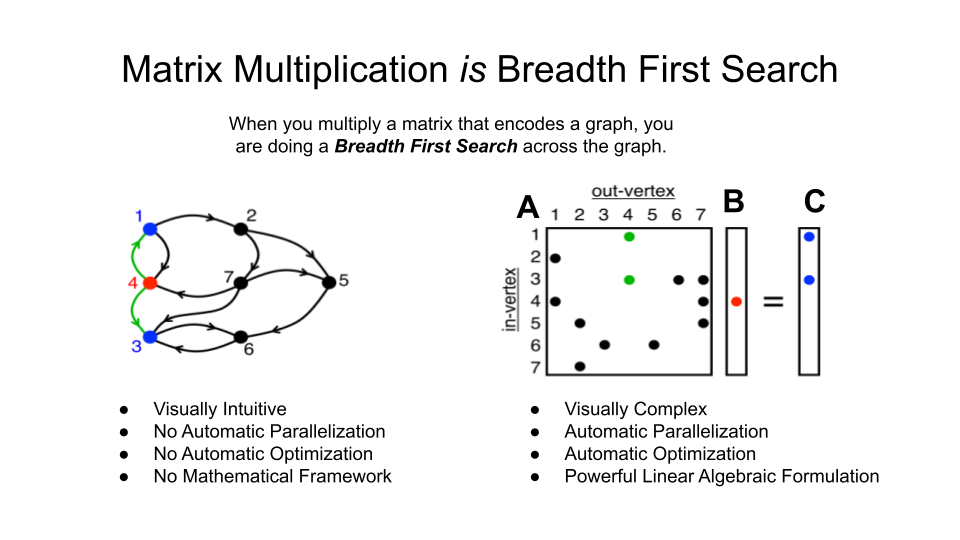 Matrix Multiplication is Breadth First Search
When you multiply a matrix that encodes a graph, you
are doing a Breadth First Search across the graph.
1
2
4
7
5
3
6
out-vertex
A
B
C
1 2 3 4 5 6 7
in-vertex
1
2
3
4
5
6
7
=
● Visually Intuitive
● No Automatic Parallelization
● No Automatic Optimization
● No Mathematical Framework
● Visually Complex
● Automatic Parallelization
● Automatic Optimization
● Powerful Linear Algebraic Formulation